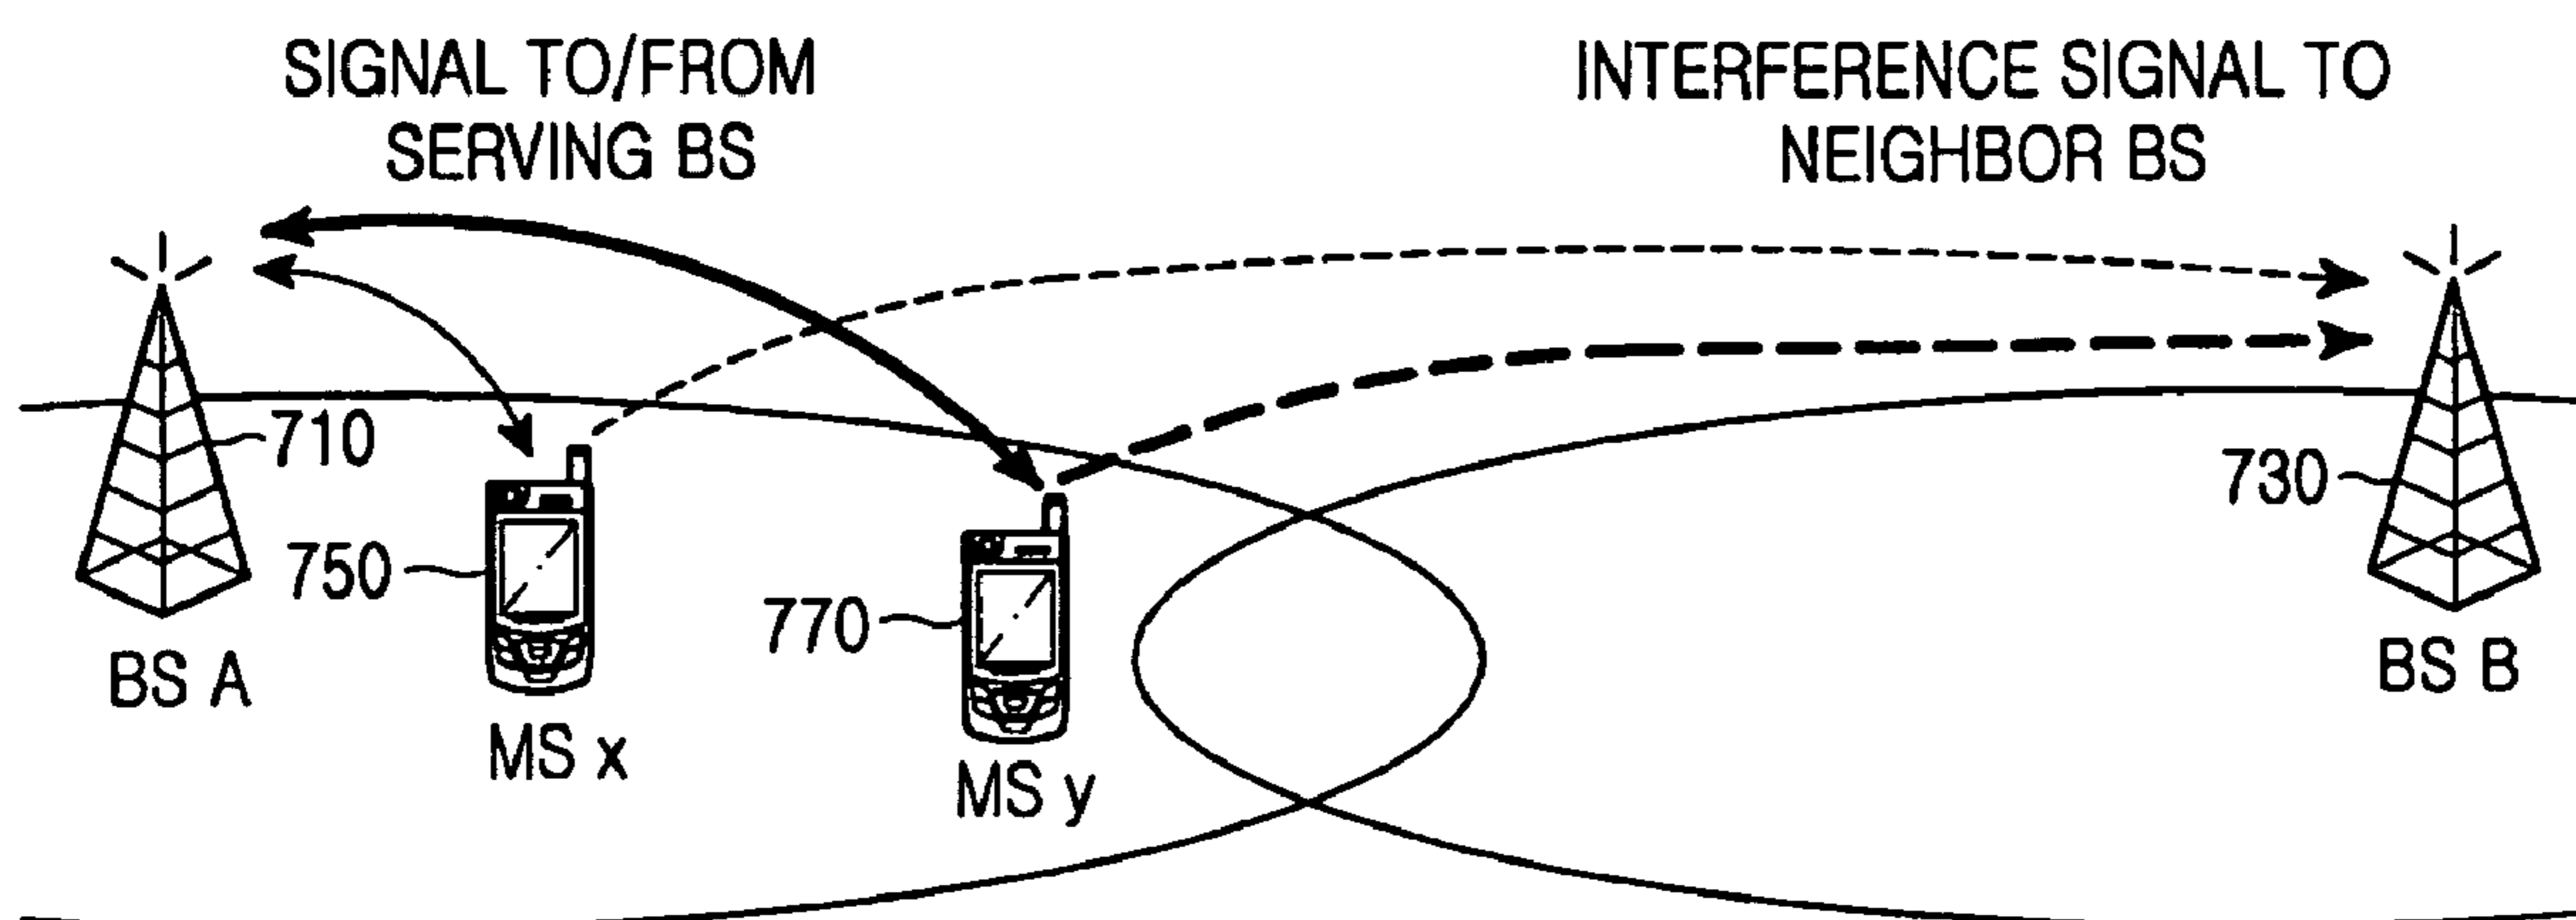 SIGNAL TO/FROM
SERVING BS
INTERFERENCE SIGNAL TO
NEIGHBOR BS
710
730
750
770
BS A
BS B
MS x
MS y